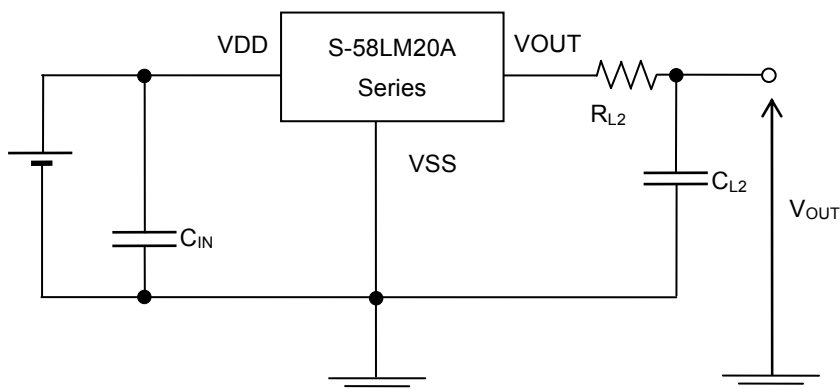 VDD
S-58LM20A
Series
VOUT
RL2
VSS
CL2
CIN
VOUT